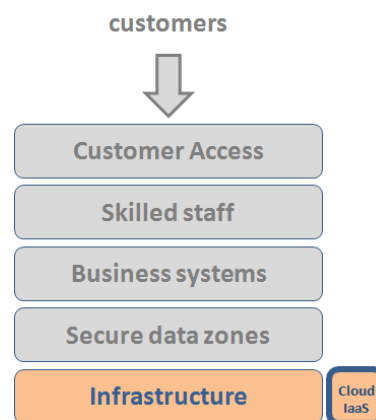 customers
Customer Access
Skilled staff
Business systems
Secure data zones
Infrastructure
Cloud
IaaS